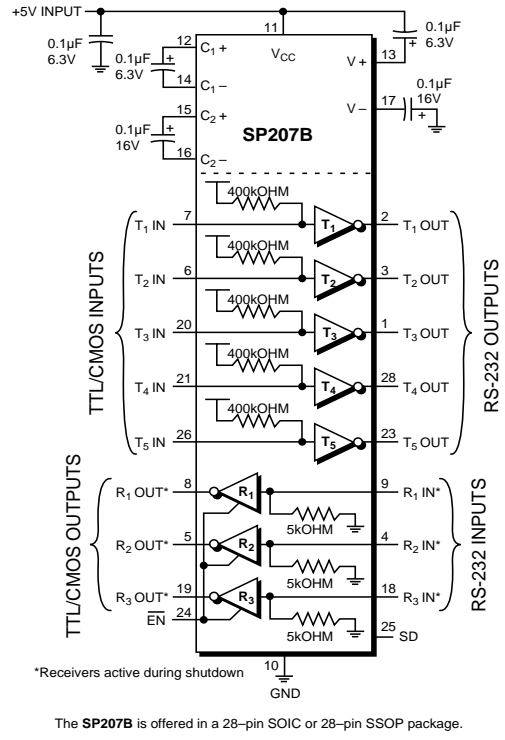 +5V INPUT
11
VCC
0.1µF
6.3V
12
C1 +
0.1µF
6.3V
14
C1 –
15
C2 +
0.1µF
16V
16
C2 –
V +
13
0.1µF
6.3V
V –
17
0.1µF
16V
SP207B
TTL/CMOS INPUTS
T1 IN
7
400kOHM
T1
2
T1 OUT
T2 IN
6
400kOHM
T2
3
T2 OUT
T3 IN
20
400kOHM
T3
1
T3 OUT
T4 IN
21
400kOHM
T4
28
T4 OUT
T5 IN
26
400kOHM
T5
23
T5 OUT
RS-232 OUTPUTS
TTL/CMOS OUTPUTS
R1 OUT*
8
R1
9
R1 IN*
5kOHM
R2 OUT*
5
R2
4
R2 IN*
5kOHM
R3 OUT*
19
R3
18
R3 IN*
5kOHM
RS-232 INPUTS
EN
24
25
SD
10
GND
*Receivers active during shutdown
The SP207B is offered in a 28–pin SOIC or 28–pin SSOP package.